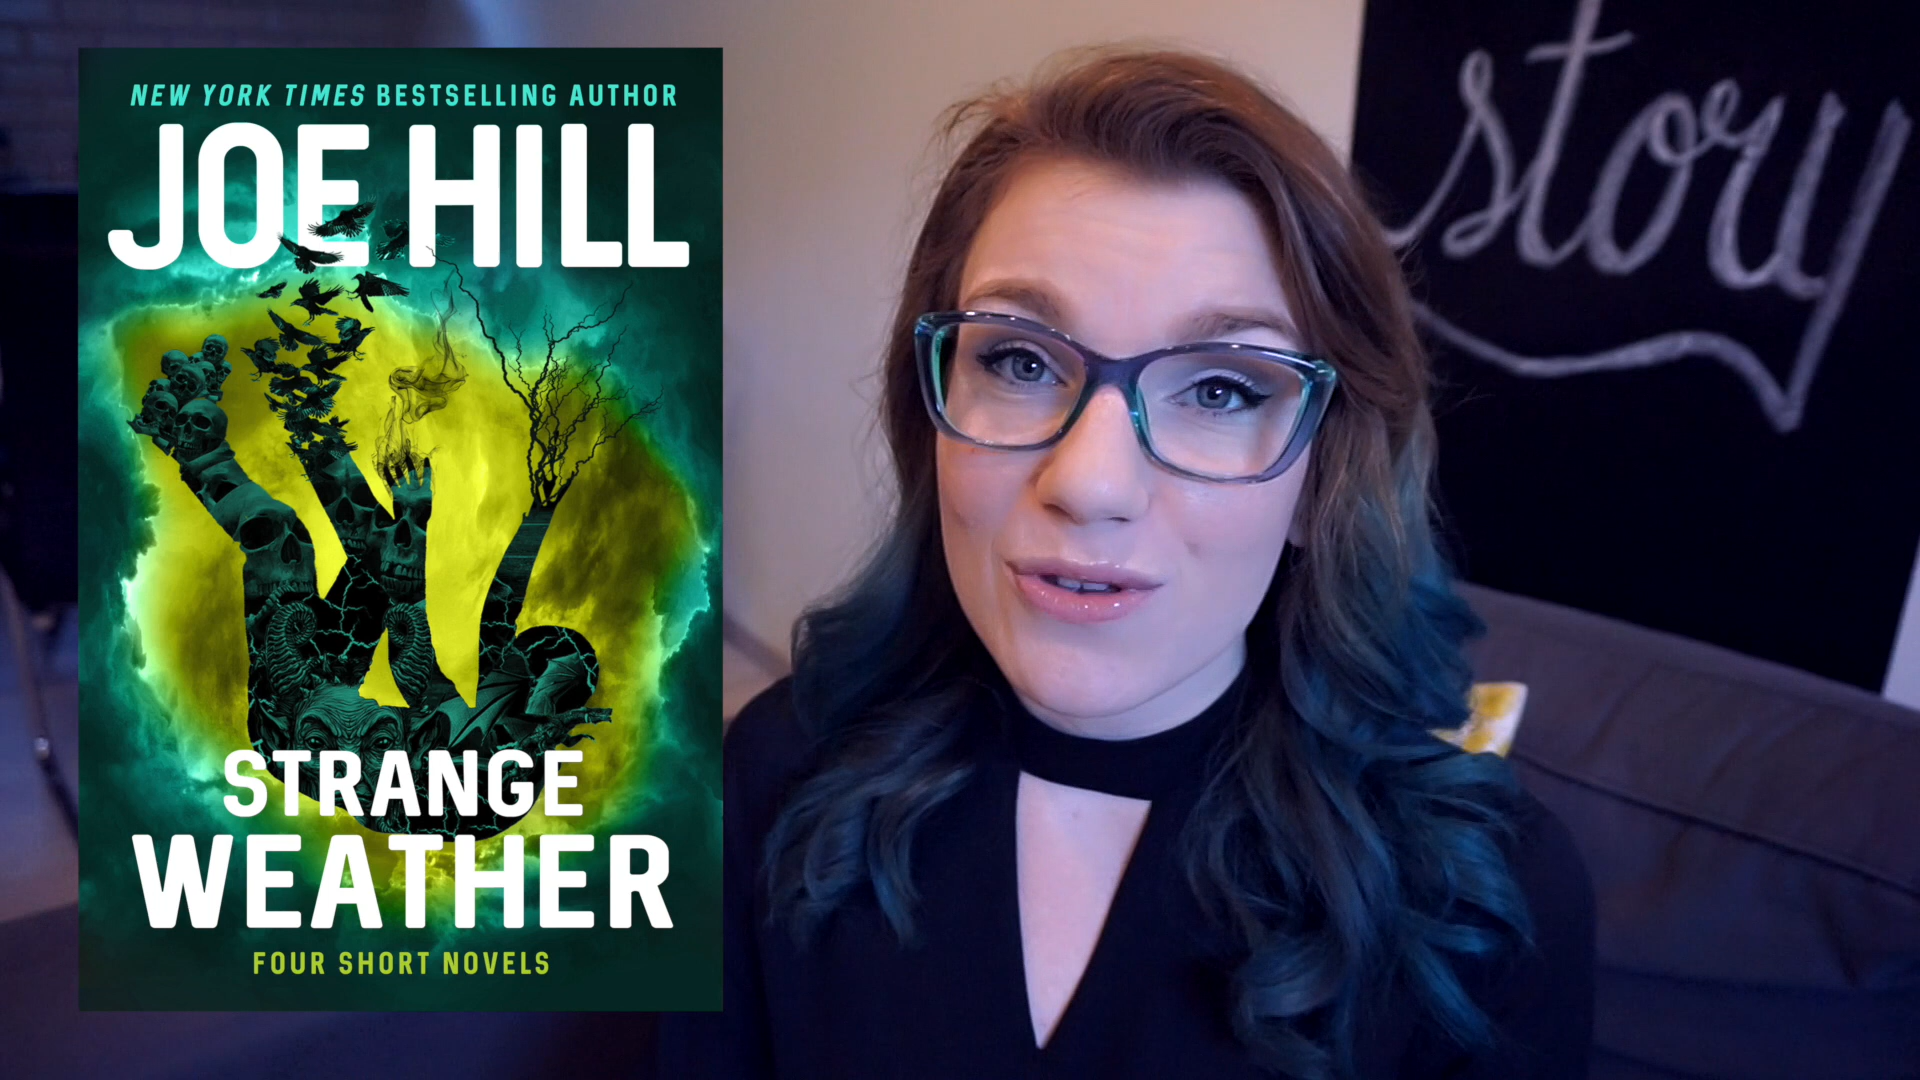 NEW YORK TIMES BESTSELLING AUTHOR
JOE HILL
STRANGE
WEATHER
FOUR SHORT NOVELS
story